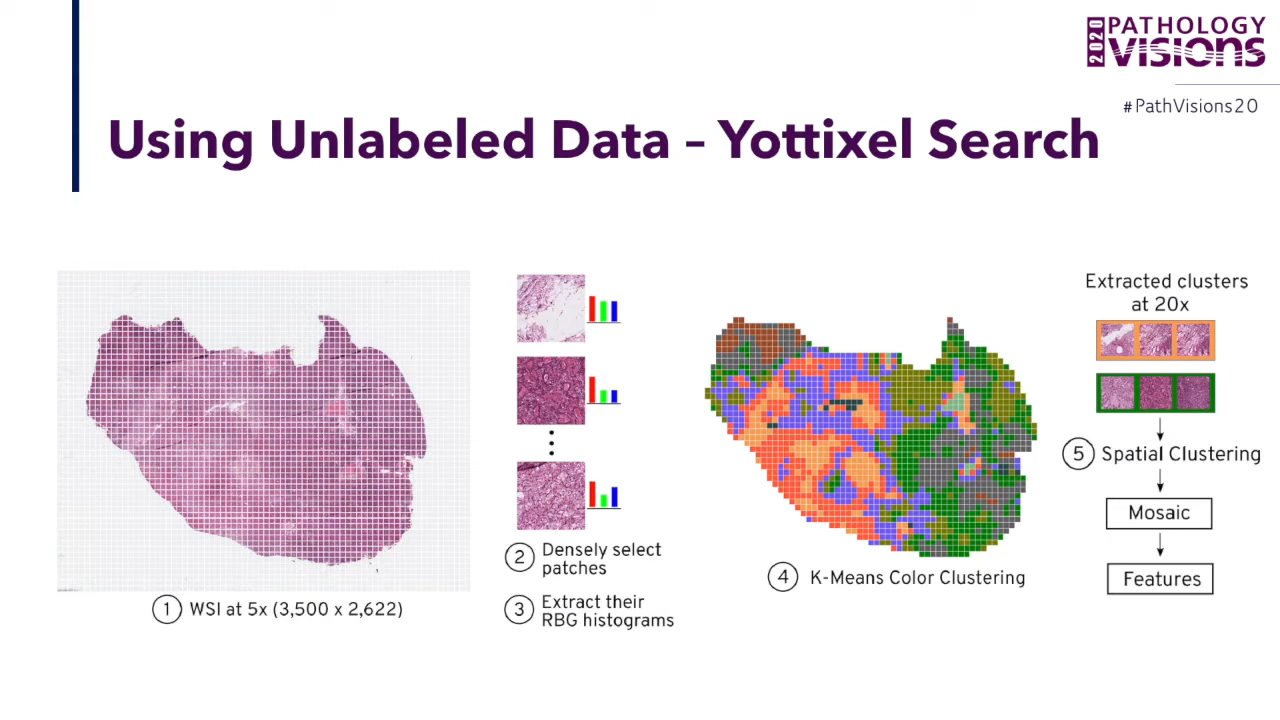 2020 PATHOLOGY
VISIONS
#PathVisions20
Using Unlabeled Data – Yottixel Search
1 WSI at 5x (3,500 x 2,622)
2 Densely select
patches
3 Extract their
RBG histograms
4 K-Means Color Clustering
Extracted clusters
at 20x
5 Spatial Clustering
Mosaic
Features